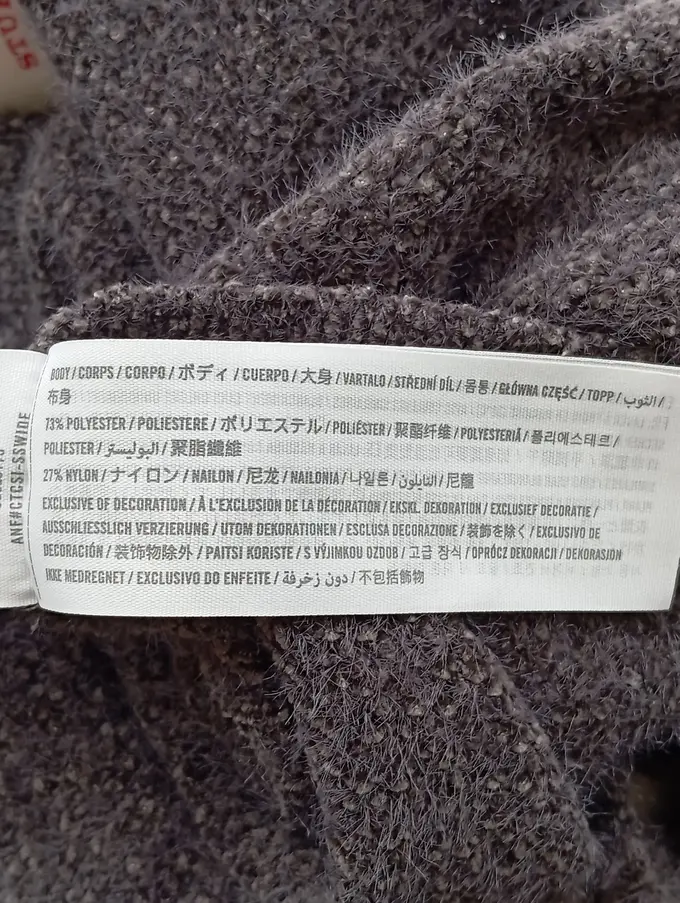 BODY / CORPS / CORPO / ボディ / CUERPO / 大身 / VARTALO / STŘEDNÍ DÍL / 몸통 / GŁÓWNA CZĘŚĆ / TOPP / الثوب /
布身
73% POLYESTER / POLIESTERE / ポリエステル / POLIÉSTER / 聚酯纤维 / POLYESTERIÄ / 폴리에스테르 /
POLIESTER / البوليستر / 聚脂纖維
27% NYLON / ナイロン / NAILON / 尼龙 / NAILONIA / 나일론 / النايلون / 尼龍
EXCLUSIVE OF DECORATION / À L'EXCLUSION DE LA DÉCORATION / EKSKL. DEKORATION / EXCLUSIEF DECORATIE /
AUSSCHLIESSLICH VERZIERUNG / UTOM DEKORATIONEN / ESCLUSA DECORAZIONE / 装飾を除く / EXCLUSIVO DE
DECORACIÓN / 装饰物除外 / PAITSI KORISTE / S VÝJIMKOU OZDOB / 고급 장식 / OPRÓCZ DEKORACJI / DEKORASJON
IKKE MEDREGNET / EXCLUSIVO DO ENFEITE / دون زخرفة / 不包括飾物
ANFACTCSI-SSWIDE